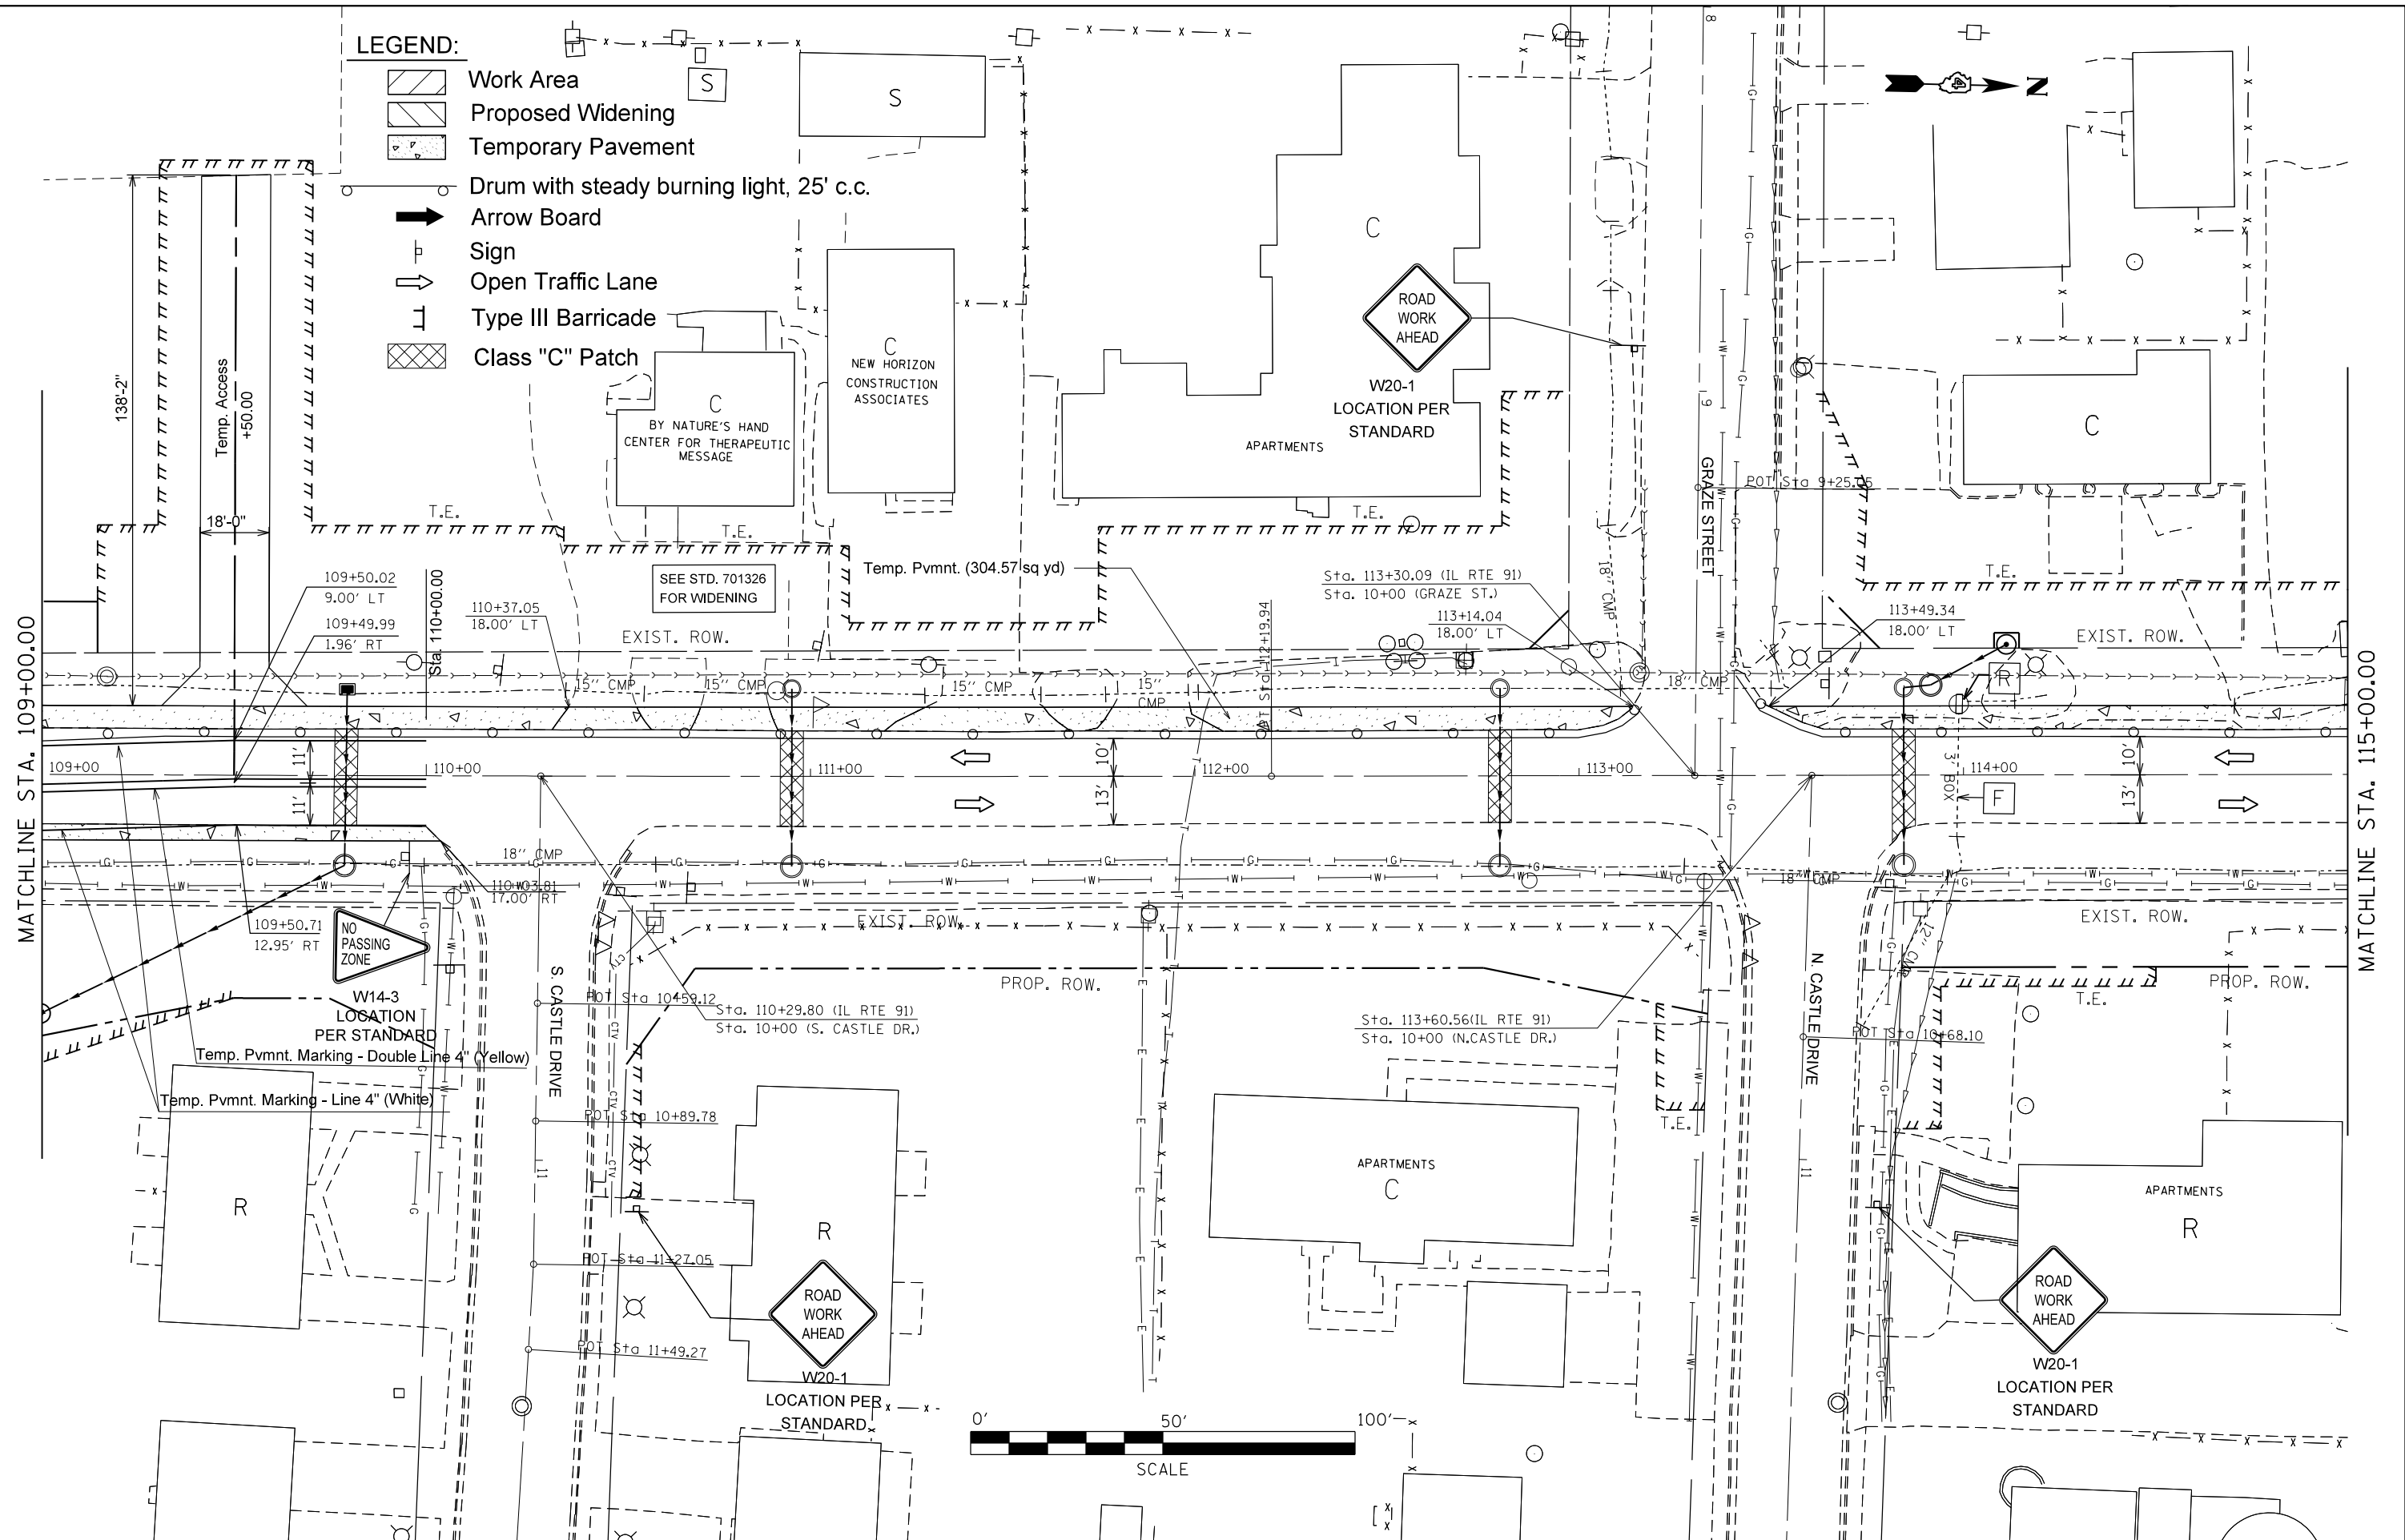 LEGEND:
Work Area
Proposed Widening
Temporary Pavement
Drum with steady burning light, 25' c.c.
Arrow Board
Sign
Open Traffic Lane
Type III Barricade
Class "C" Patch
S
S
N
8
138'-2"
Temp. Access
+50.00
18'-0"
C
BY NATURE'S HAND
CENTER FOR THERAPEUTIC
MESSAGE
C
NEW HORIZON
CONSTRUCTION
ASSOCIATES
C
APARTMENTS
ROAD
WORK
AHEAD
W20-1
LOCATION PER
STANDARD
9
GRAZE STREET
POT Sta 9+25.05
C
T.E.
T.E.
T.E.
T.E.
109+50.02
9.00' LT
109+49.99
1.96' RT
Sta. 110+00.00
110+37.05
18.00' LT
SEE STD. 701326
FOR WIDENING
EXIST. ROW.
Temp. Pvmnt. (304.57 sq yd)
Sta. 113+30.09 (IL RTE 91)
Sta. 10+00 (GRAZE ST.)
113+14.04
18.00' LT
18'' CMP
113+49.34
18.00' LT
EXIST. ROW.
R
MATCHLINE STA. 109+00.00
MATCHLINE STA. 115+00.00
15'' CMP
15'' CMP
15'' CMP
15''
CMP
18'' CMP
PT Sta 112+19.94
109+00
110+00
111+00
112+00
113+00
114+00
11'
11'
10'
13'
10'
13'
3' BOX
F
18'' CMP
18'' CMP
12'' CMP
110+03.81
17.00' RT
109+50.71
12.95' RT
NO
PASSING
ZONE
W14-3
LOCATION
PER STANDARD
Temp. Pvmnt. Marking - Double Line 4" (Yellow)
Temp. Pvmnt. Marking - Line 4" (White)
EXIST. ROW.
EXIST. ROW.
PROP. ROW.
PROP. ROW.
T.E.
T.E.
S. CASTLE DRIVE
N. CASTLE DRIVE
POT Sta 10+59.12
Sta. 110+29.80 (IL RTE 91)
Sta. 10+00 (S. CASTLE DR.)
Sta. 113+60.56(IL RTE 91)
Sta. 10+00 (N.CASTLE DR.)
POT Sta 10+68.10
POT Sta 10+89.78
11
11
POT Sta 11+27.05
POT Sta 11+49.27
R
R
APARTMENTS
C
APARTMENTS
R
ROAD
WORK
AHEAD
W20-1
LOCATION PER
STANDARD
ROAD
WORK
AHEAD
W20-1
LOCATION PER
STANDARD
0' 50' 100'
SCALE